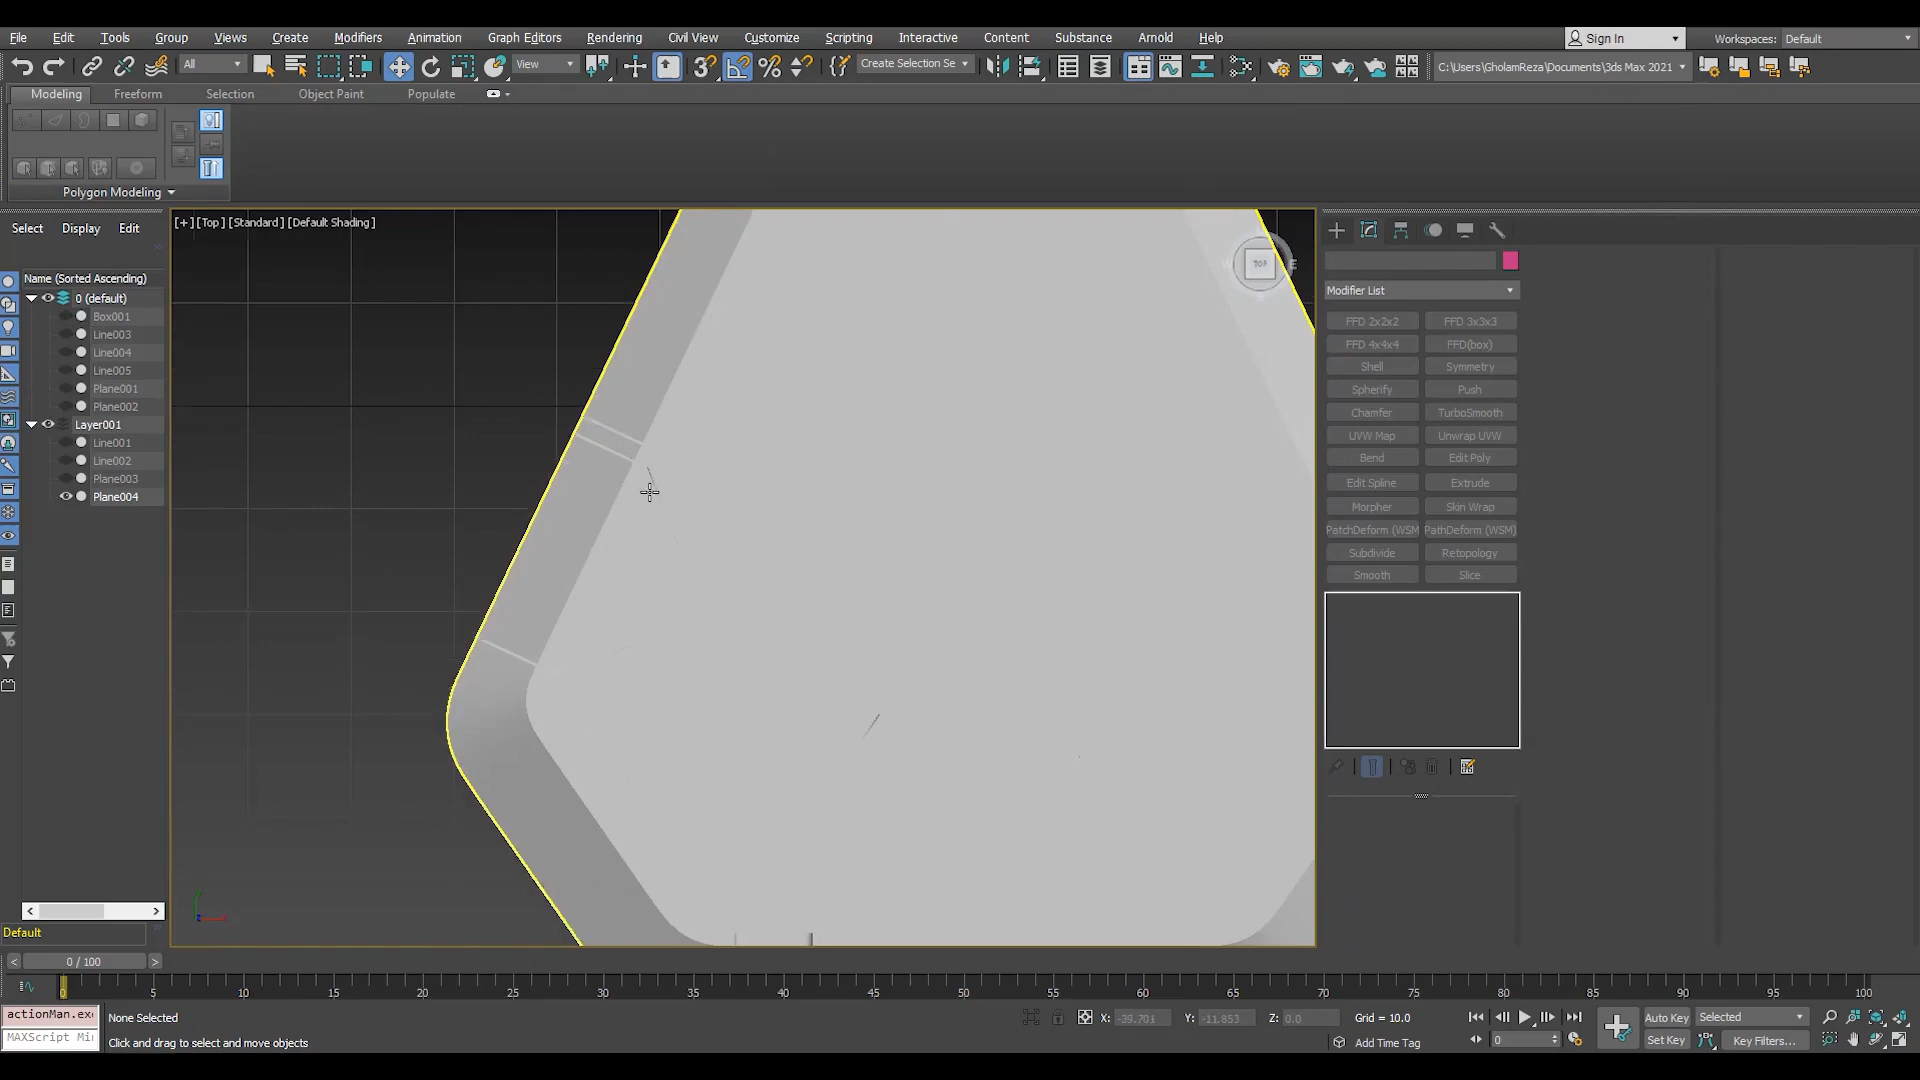 File Edit Tools Group Views Create Modifiers Animation Graph Editors Rendering Civil View Customize Scripting Interactive Content Substance Arnold Help
Sign In Workspaces: Default
All View Create Selection Se C:\Users\GholamReza\Documents\3ds Max 2021
Modeling Freeform Selection Object Paint Populate
Polygon Modeling
Select Display Edit
[+] [Top] [Standard] [Default Shading]
TOP
E
Name (Sorted Ascending)
0 (default)
Box001
Line003
Line004
Line005
Plane001
Plane002
Layer001
Line001
Line002
Plane003
Plane004
Modifier List
FFD 2x2x2 FFD 3x3x3
FFD 4x4x4 FFD(box)
Shell Symmetry
Spherify Push
Chamfer TurboSmooth
UVW Map Unwrap UVW
Bend Edit Poly
Edit Spline Extrude
Morpher Skin Wrap
PatchDeform (WSM PathDeform (WSM)
Subdivide Retopology
Smooth Slice
Default
0 / 100
0 5 10 15 20 25 30 35 40 45 50 55 60 65 70 75 80 85 90 95 100
actionMan.exe
None Selected
X: -39.701 Y: -11.853 Z: 0.0 Grid = 10.0
Auto Key Selected
MAXScript Mi
Click and drag to select and move objects
Add Time Tag
0
Set Key Key Filters...